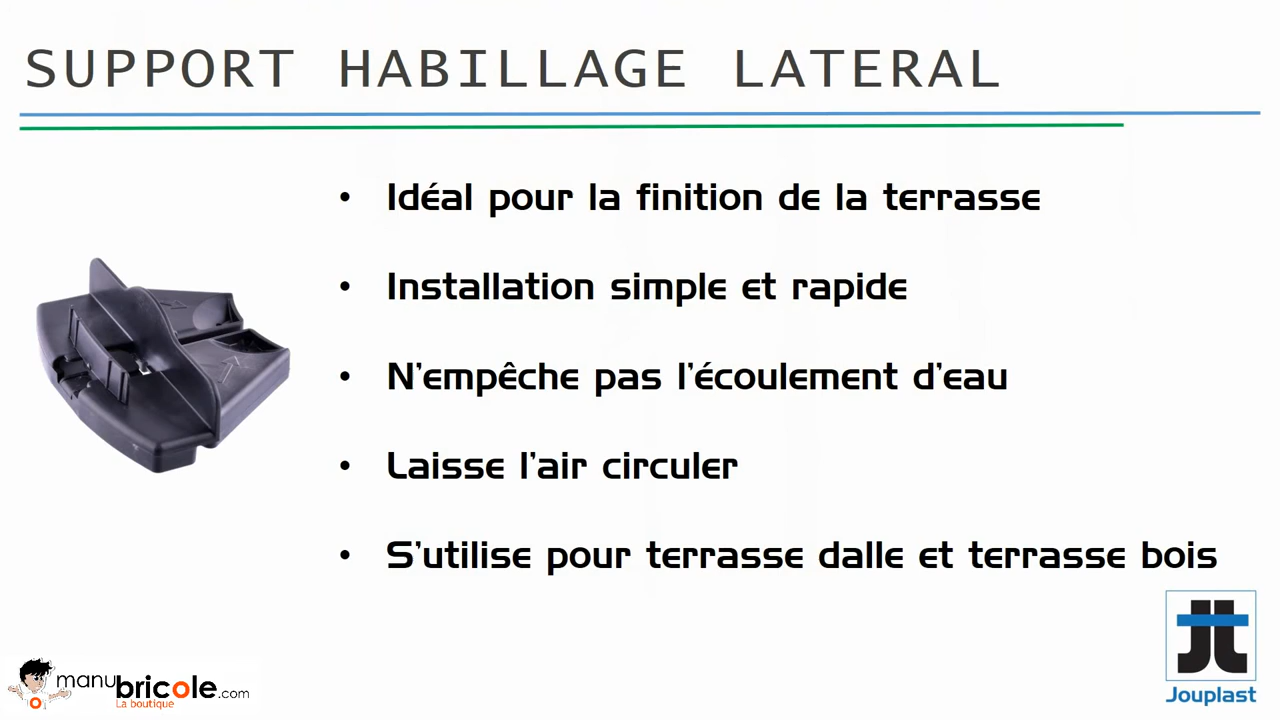 SUPPORT HABILLAGE LATERAL
• Idéal pour la finition de la terrasse
• Installation simple et rapide
• N'empêche pas l'écoulement d'eau
• Laisse l'air circuler
• S'utilise pour terrasse dalle et terrasse bois
manubricole.com
La boutique
Jouplast